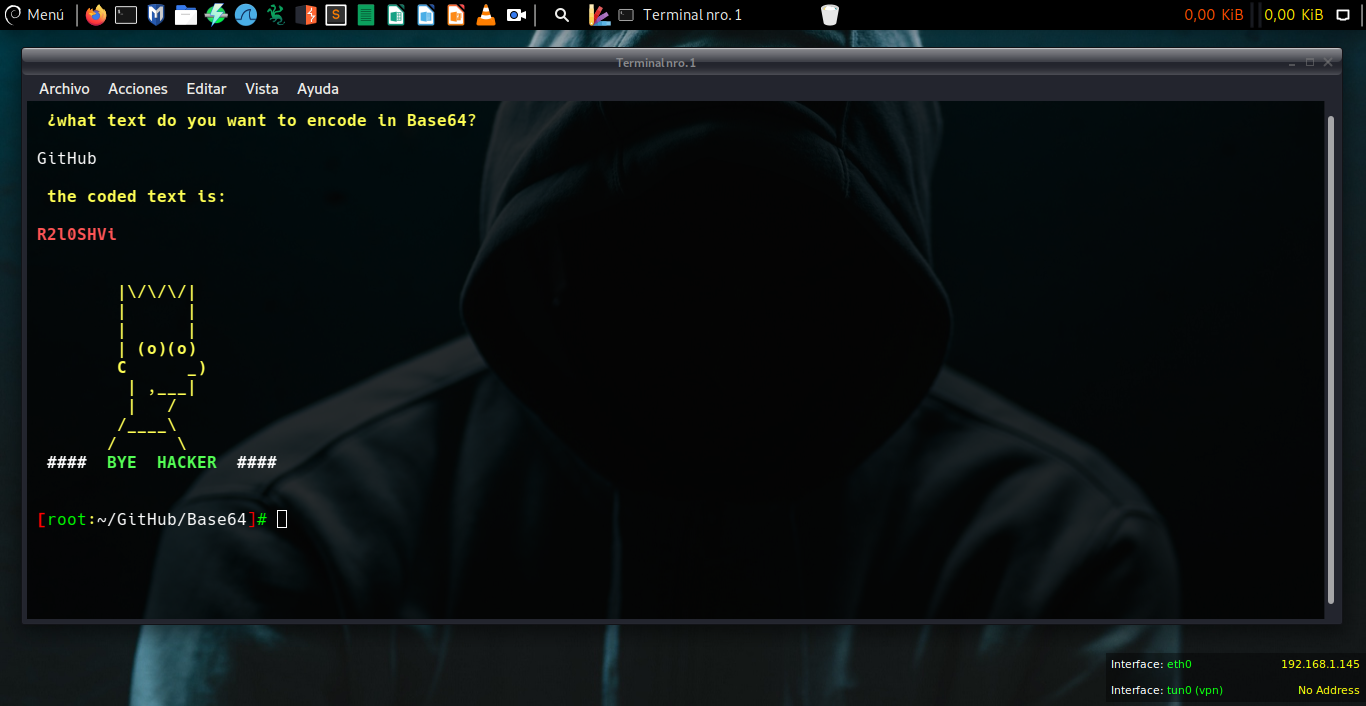 Menú Terminal nro. 1 0,00 KiB 0,00 KiB
Terminal nro. 1
Archivo Acciones Editar Vista Ayuda
¿what text do you want to encode in Base64?
GitHub
the coded text is:
R2l0SHVi
|\/\/\/|
|      |
|      |
| (o)(o)
C      _)
| ,___|
|   /
/____\
/      \
#### BYE HACKER ####
[root:~/GitHub/Base64]#
Interface: eth0 192.168.1.145
Interface: tun0 (vpn) No Address